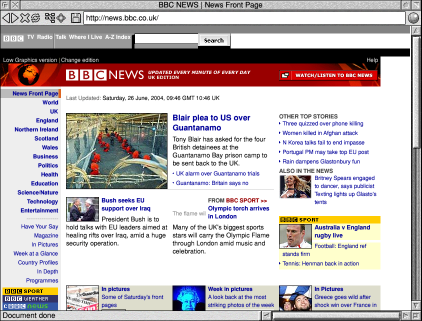 BBC NEWS | News Front Page
http://news.bbc.co.uk/
BBC TV Radio Talk Where I Live A-Z Index
Search
Low Graphics version | Change edition
Help
BBC NEWS UPDATED EVERY MINUTE OF EVERY DAY
UK EDITION
WATCH/LISTEN TO BBC NEWS
News Front Page
World
UK
England
Northern Ireland
Scotland
Wales
Business
Politics
Health
Education
Science/Nature
Technology
Entertainment
Have Your Say
Magazine
In Pictures
Week at a Glance
Country Profiles
In Depth
Programmes
BBC SPORT
BBC WEATHER
CBBC NEWS
Last Updated: Saturday, 26 June, 2004, 09:46 GMT 10:46 UK
Blair plea to US over
Guantanamo
Tony Blair has asked for the four
British detainees at the
Guantanamo Bay prison camp to
be sent back to the UK.
UK alarm over Guantanamo trials
Guantanamo: Britain says no
Bush seeks EU
support over Iraq
President Bush is to
hold talks with EU leaders aimed at
healing rifts over Iraq, amid a huge
security operation.
FROM BBC SPORT >>
Olympic torch arrives
in London
The flame wil
Many of the UK's biggest sports
stars will carry the Olympic Flame
through London amid music and
celebration.
OTHER TOP STORIES
Three quizzed over phone killing
Women killed in Afghan attack
N Korea talks fail to end impasse
Portugal PM may take top EU post
Rain dampens Glastonbury fun
ALSO IN THE NEWS
Britney Spears engaged
to dancer, says publicist
Texting lights up Glasto's
tents
BBC SPORT
Australia v England
rugby live
Football: England ref
stands firm
Tennis: Henman back in action
In pictures
Some of Saturday's
front pages
Week in pictures
A look back at the most
striking photos of the week
In pictures
Greece goes wild after
shock win over France in
Document done